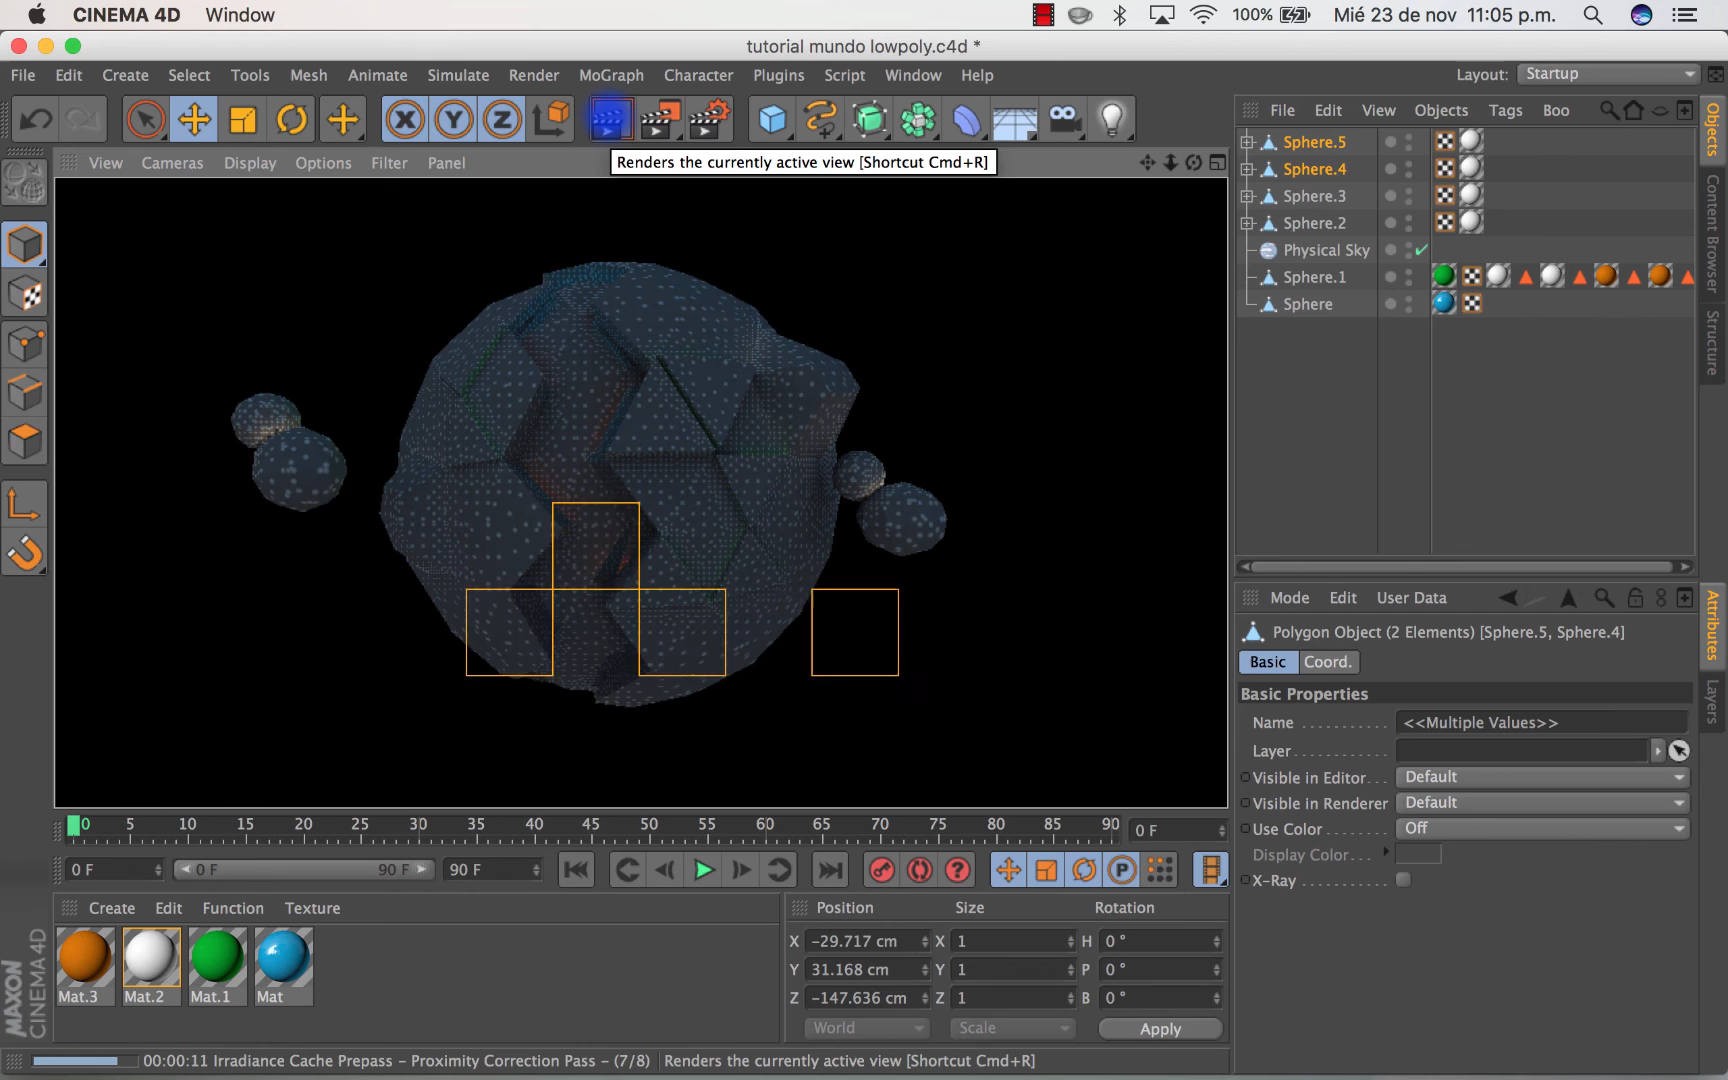 CINEMA 4D Window 100% Mié 23 de nov 11:05 p.m.
tutorial mundo lowpoly.c4d *
File Edit Create Select Tools Mesh Animate Simulate Render MoGraph Character Plugins Script Window Help Layout: Startup
X Y Z
File Edit View Objects Tags Boo
View Cameras Display Options Filter Panel
Renders the currently active view [Shortcut Cmd+R]
Sphere.5
Sphere.4
Sphere.3
Sphere.2
Physical Sky
Sphere.1
Sphere
Objects
Content Browser
Structure
Mode Edit User Data
Polygon Object (2 Elements) [Sphere.5, Sphere.4]
Basic Coord.
Basic Properties
Name <<Multiple Values>>
Layer
Visible in Editor Default
Visible in Renderer Default
Use Color Off
Display Color
X-Ray
Attributes
Layers
0 5 10 15 20 25 30 35 40 45 50 55 60 65 70 75 80 85 90 0 F
0 F 0 F 90 F 90 F ? P
Create Edit Function Texture
Mat.3 Mat.2 Mat.1 Mat
Position Size Rotation
X -29.717 cm X 1 H 0 °
Y 31.168 cm Y 1 P 0 °
Z -147.636 cm Z 1 B 0 °
World Scale Apply
MAXON CINEMA 4D
00:00:11 Irradiance Cache Prepass - Proximity Correction Pass - (7/8) Renders the currently active view [Shortcut Cmd+R]